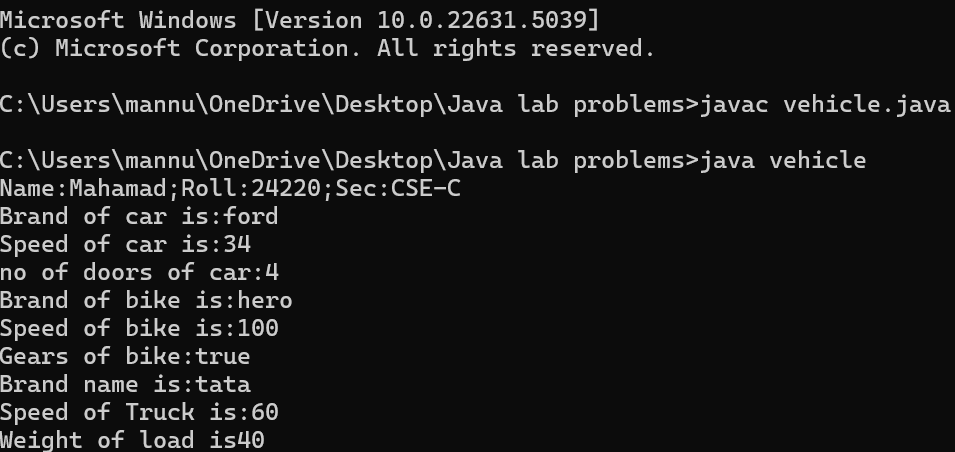 Microsoft Windows [Version 10.0.22631.5039]
(c) Microsoft Corporation. All rights reserved.
C:\Users\mannu\OneDrive\Desktop\Java lab problems>javac vehicle.java
C:\Users\mannu\OneDrive\Desktop\Java lab problems>java vehicle
Name:Mahamad;Roll:24220;Sec:CSE-C
Brand of car is:ford
Speed of car is:34
no of doors of car:4
Brand of bike is:hero
Speed of bike is:100
Gears of bike:true
Brand name is:tata
Speed of Truck is:60
Weight of load is40